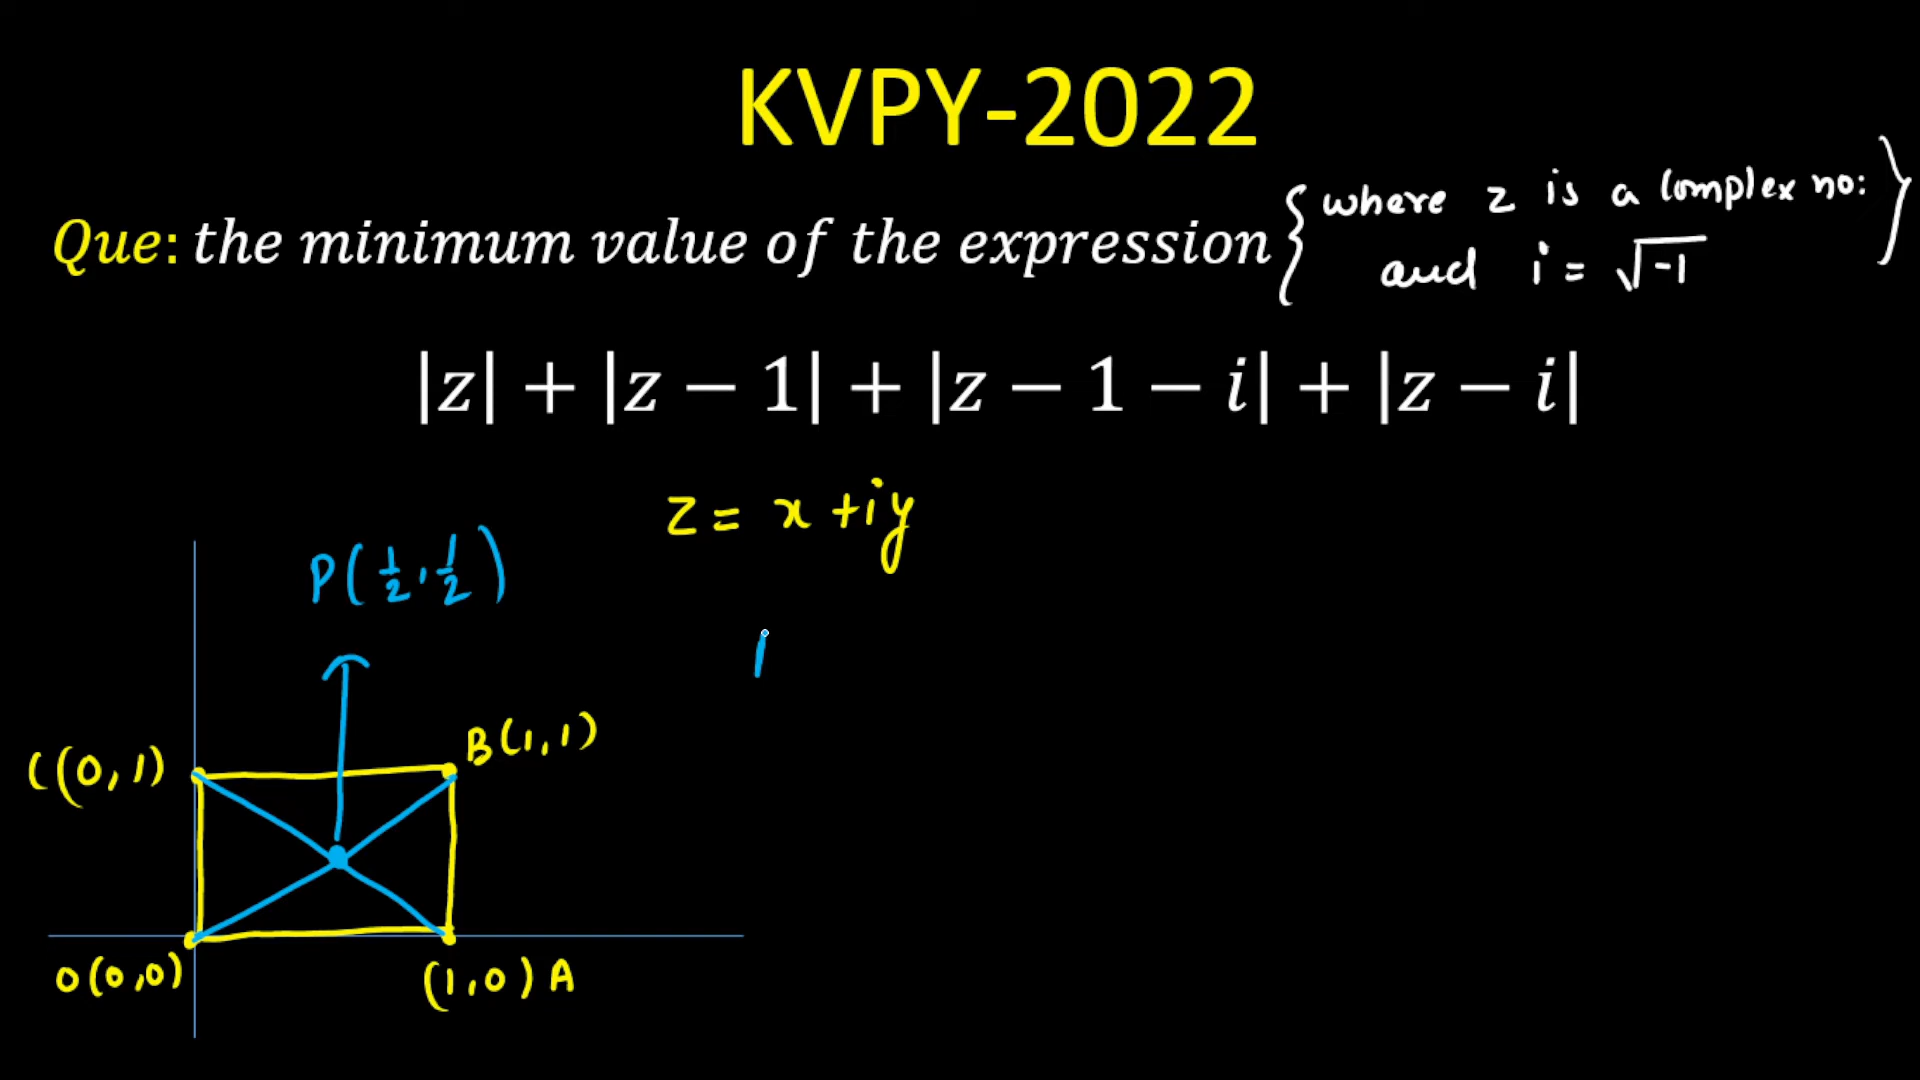 KVPY-2022
Que: the minimum value of the expression {where z is a complex no: and i = √-1}
|z| + |z − 1| + |z − 1 − i| + |z − i|
z = x + iy
P(1/2, 1/2)
B(1,1)
C(0,1)
O(0,0)
(1,0) A